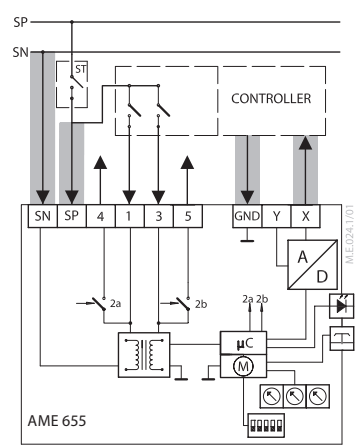 SP
SN
ST
CONTROLLER
SN SP 4 1 3 5 GND Y X
M.E.024.1/01
A
D
2a
2b
2a 2b
µC
M
AME 655